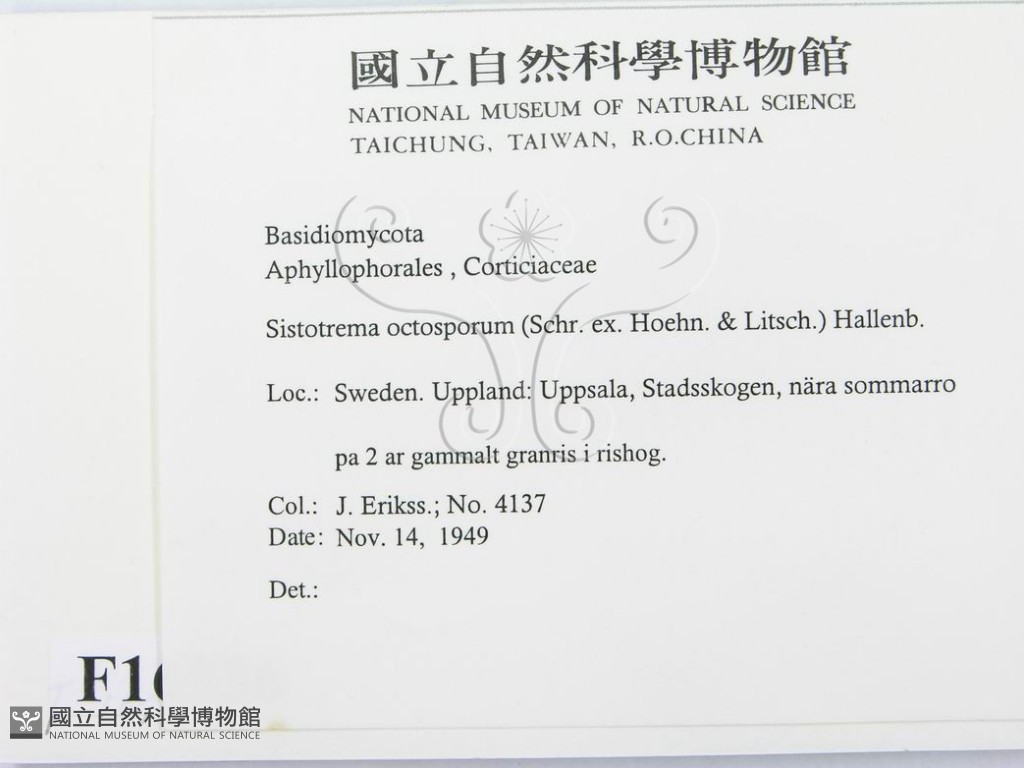 國立自然科學博物館
NATIONAL MUSEUM OF NATURAL SCIENCE
TAICHUNG, TAIWAN, R.O.CHINA
Basidiomycota
Aphyllophorales , Corticiaceae
Sistotrema octosporum (Schr. ex. Hoehn. & Litsch.) Hallenb.
Loc.: Sweden. Uppland: Uppsala, Stadsskogen, nära sommarro
pa 2 ar gammalt granris i rishog.
Col.: J. Erikss.; No. 4137
Date: Nov. 14, 1949
Det.:
國立自然科學博物館
NATIONAL MUSEUM OF NATURAL SCIENCE